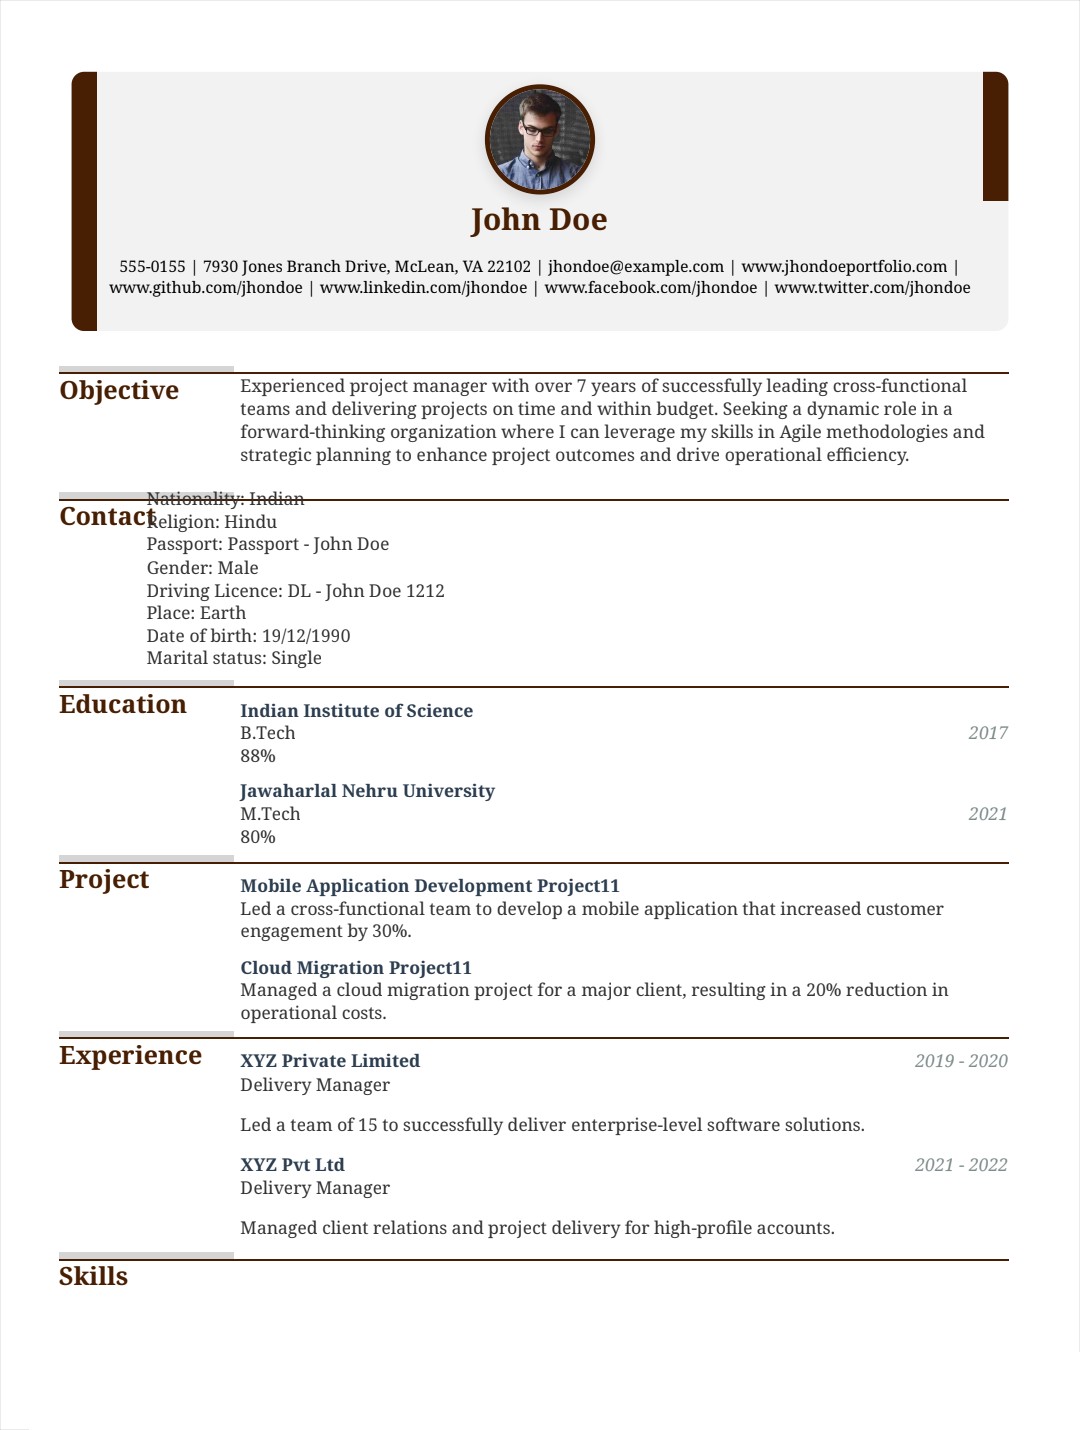 John Doe
555-0155 | 7930 Jones Branch Drive, McLean, VA 22102 | jhondoe@example.com | www.jhondoeportfolio.com |
www.github.com/jhondoe | www.linkedin.com/jhondoe | www.facebook.com/jhondoe | www.twitter.com/jhondoe
Objective
Experienced project manager with over 7 years of successfully leading cross-functional
teams and delivering projects on time and within budget. Seeking a dynamic role in a
forward-thinking organization where I can leverage my skills in Agile methodologies and
strategic planning to enhance project outcomes and drive operational efficiency.
Contact
Nationality: Indian
Religion: Hindu
Passport: Passport - John Doe
Gender: Male
Driving Licence: DL - John Doe 1212
Place: Earth
Date of birth: 19/12/1990
Marital status: Single
Education
Indian Institute of Science
B.Tech 2017
88%
Jawaharlal Nehru University
M.Tech 2021
80%
Project
Mobile Application Development Project11
Led a cross-functional team to develop a mobile application that increased customer
engagement by 30%.
Cloud Migration Project11
Managed a cloud migration project for a major client, resulting in a 20% reduction in
operational costs.
Experience
XYZ Private Limited 2019 - 2020
Delivery Manager
Led a team of 15 to successfully deliver enterprise-level software solutions.
XYZ Pvt Ltd 2021 - 2022
Delivery Manager
Managed client relations and project delivery for high-profile accounts.
Skills